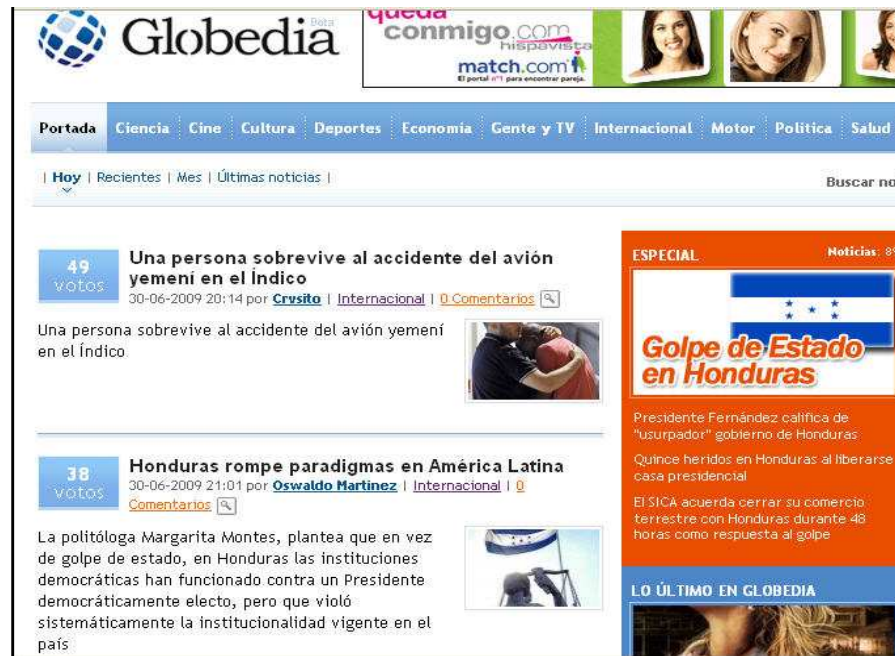 Globedia
Beta
queda
conmigo.com
hispavista
match.com
El portal nº1 para encontrar pareja.
Portada Ciencia Cine Cultura Deportes Economía Gente y TV Internacional Motor Política Salud
| Hoy | Recientes | Mes | Últimas noticias |
Buscar
49
votos
Una persona sobrevive al accidente del avión
yemení en el Índico
30-06-2009 20:14 por Crvsito | Internacional | 0 Comentarios
Una persona sobrevive al accidente del avión yemení
en el Índico
38
votos
Honduras rompe paradigmas en América Latina
30-06-2009 21:01 por Oswaldo Martinez | Internacional | 0
Comentarios
La politóloga Margarita Montes, plantea que en vez
de golpe de estado, en Honduras las instituciones
democráticas han funcionado contra un Presidente
democráticamente electo, pero que violó
sistemáticamente la institucionalidad vigente en el
país
ESPECIAL
Noticias:
Golpe de Estado
en Honduras
Presidente Fernández califica de
"usurpador" gobierno de Honduras
Quince heridos en Honduras al liberarse
casa presidencial
El SICA acuerda cerrar su comercio
terrestre con Honduras durante 48
horas como respuesta al golpe
LO ÚLTIMO EN GLOBEDIA